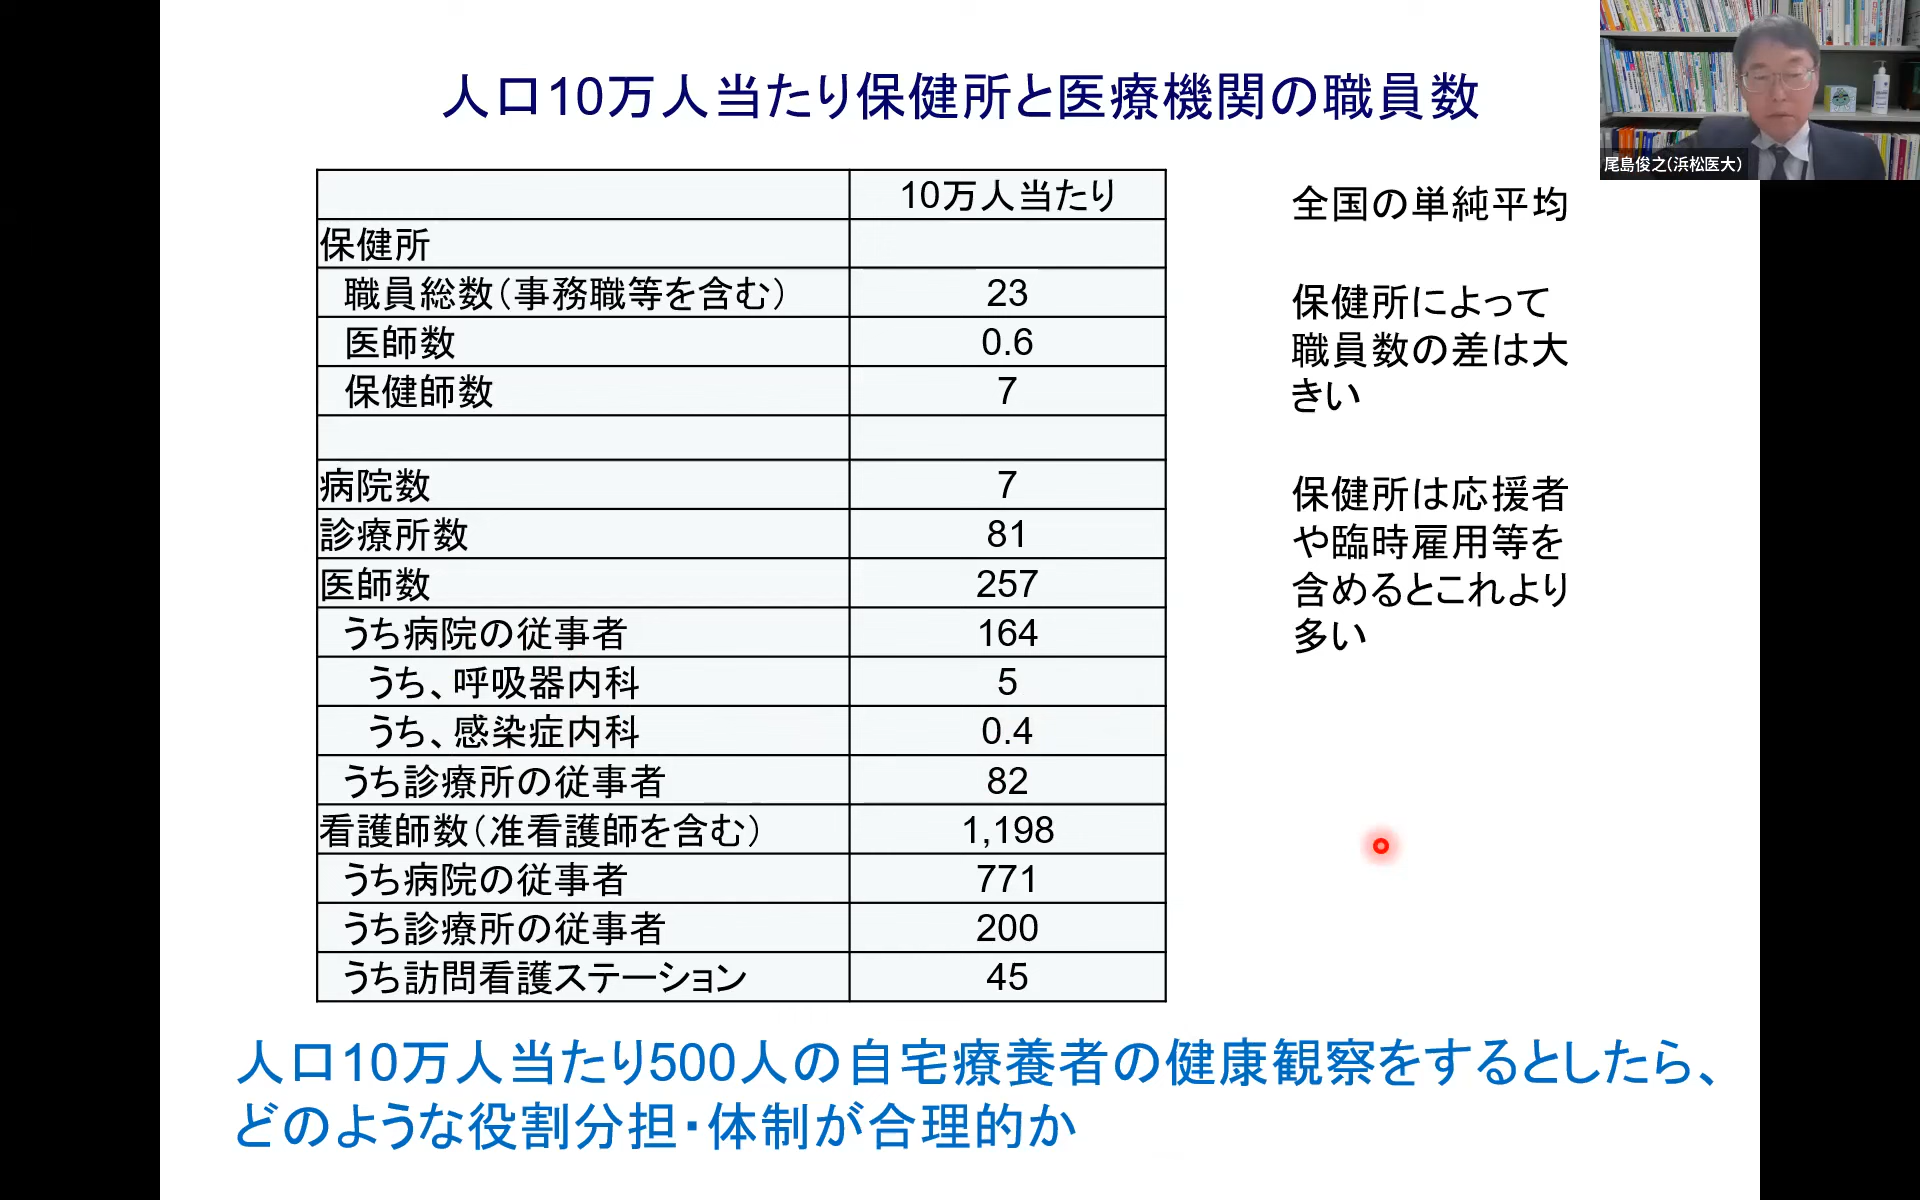 人口10万人当たり保健所と医療機関の職員数
尾島俊之(浜松医大)
10万人当たり
保健所
職員総数(事務職等を含む) 23
医師数 0.6
保健師数 7
病院数 7
診療所数 81
医師数 257
うち病院の従事者 164
うち、呼吸器内科 5
うち、感染症内科 0.4
うち診療所の従事者 82
看護師数(准看護師を含む) 1,198
うち病院の従事者 771
うち診療所の従事者 200
うち訪問看護ステーション 45
全国の単純平均
保健所によって
職員数の差は大
きい
保健所は応援者
や臨時雇用等を
含めるとこれより
多い
人口10万人当たり500人の自宅療養者の健康観察をするとしたら、
どのような役割分担・体制が合理的か